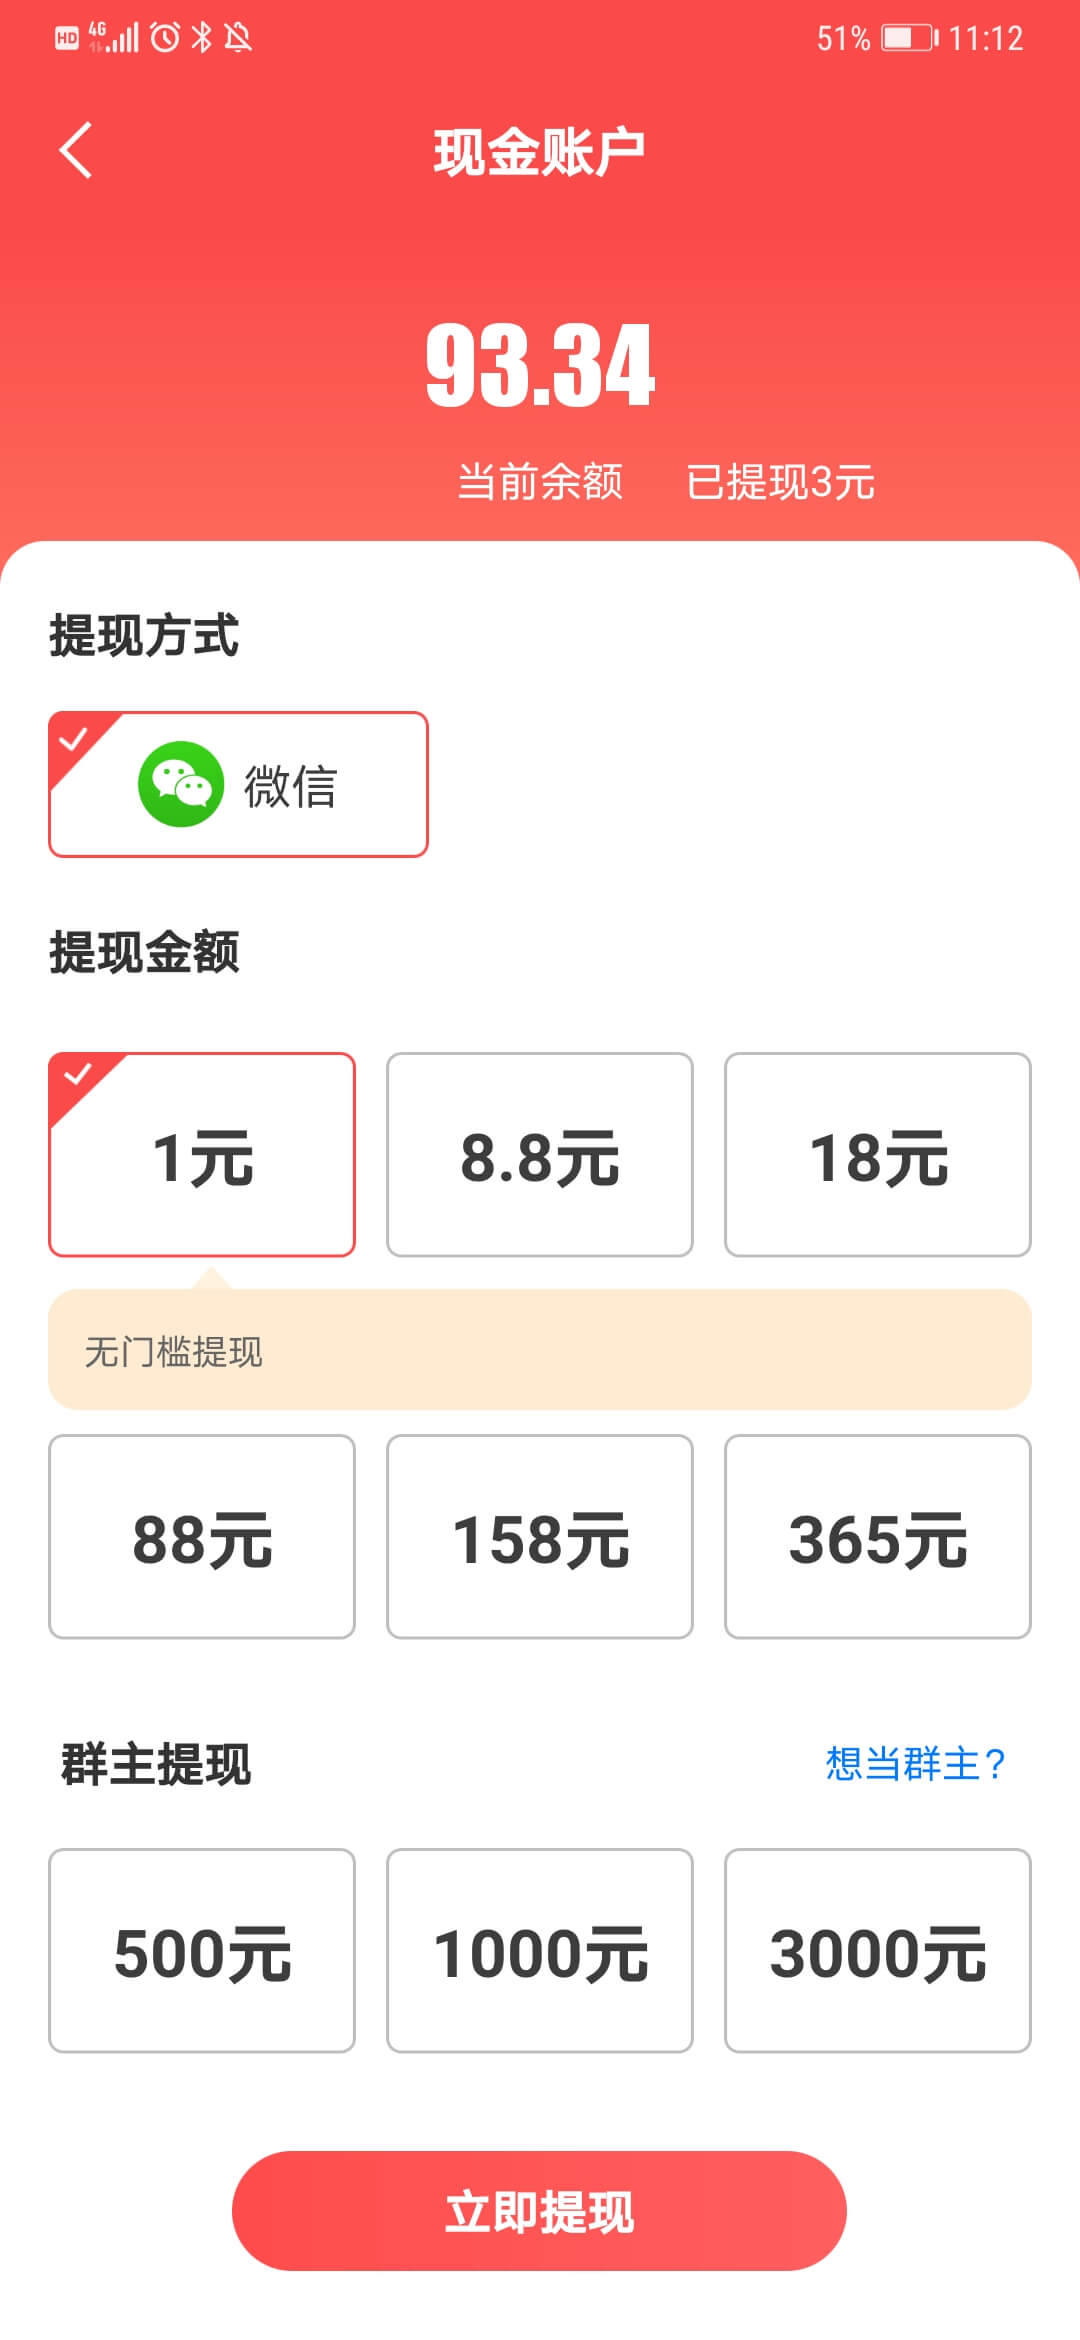 HD 4G 51% 11:12
现金账户
93.34
当前余额 已提现3元
提现方式
微信
提现金额
1元 8.8元 18元
无门槛提现
88元 158元 365元
群主提现 想当群主?
500元 1000元 3000元
立即提现